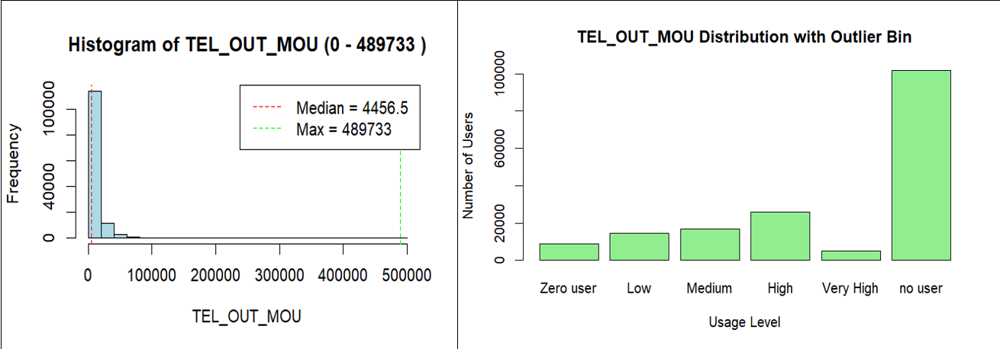 Histogram of TEL_OUT_MOU (0 - 489733 )
Median = 4456.5
Max = 489733
Frequency
100000
40000
0
0 100000 200000 300000 400000 500000
TEL_OUT_MOU
TEL_OUT_MOU Distribution with Outlier Bin
Number of Users
100000
60000
20000
0
Zero user Low Medium High Very High no user
Usage Level